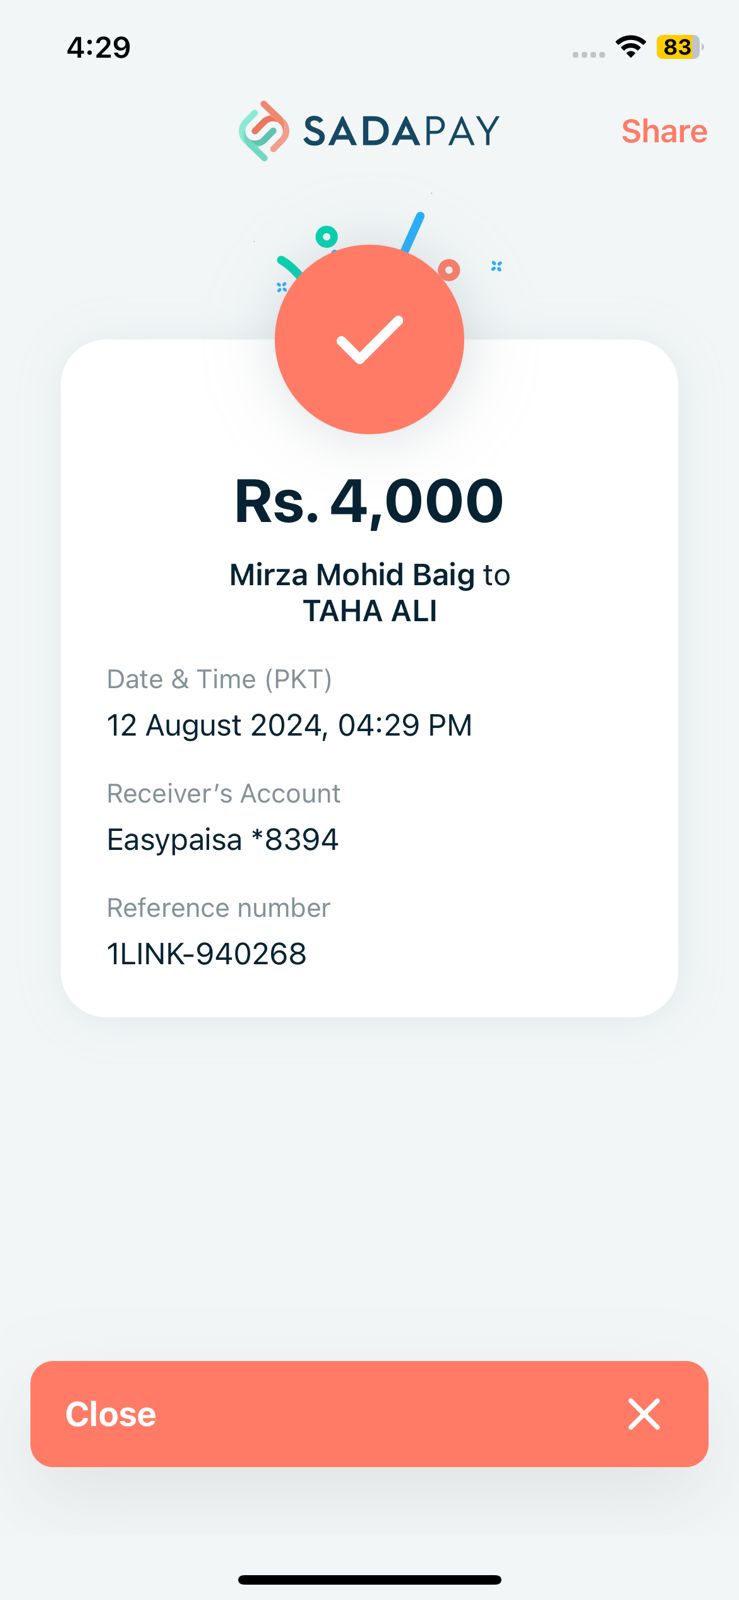 4:29
83
SADAPAY
Share
Rs. 4,000
Mirza Mohid Baig to
TAHA ALI
Date & Time (PKT)
12 August 2024, 04:29 PM
Receiver’s Account
Easypaisa *8394
Reference number
1LINK-940268
Close